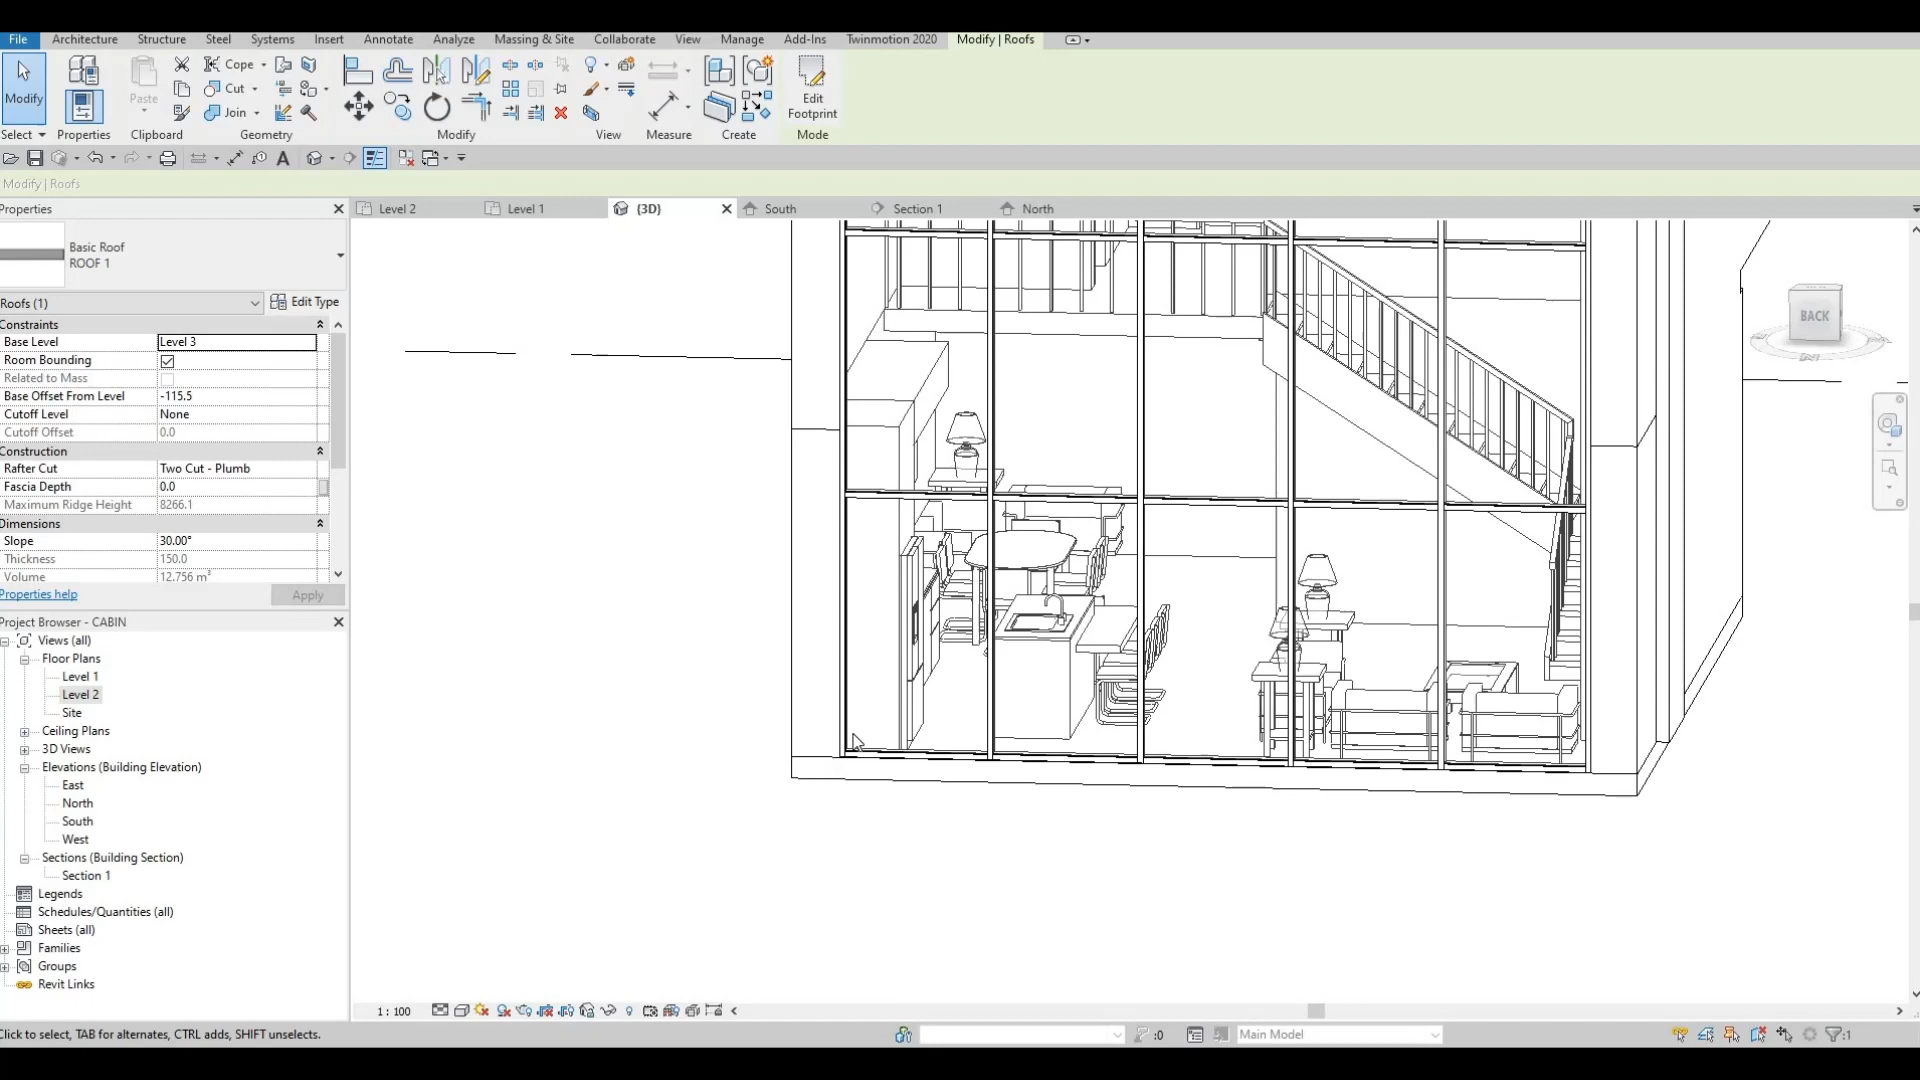 File Architecture Structure Steel Systems Insert Annotate Analyze Massing & Site Collaborate View Manage Add-Ins Twinmotion 2020 Modify | Roofs
Modify Paste Cope Cut Join Edit Footprint
Select Properties Clipboard Geometry Modify View Measure Create Mode
Modify | Roofs
Properties
Level 2 Level 1 {3D} South Section 1 North
Basic Roof
ROOF 1
Roofs (1) Edit Type
Constraints
Base Level Level 3
Room Bounding
Related to Mass
Base Offset From Level -115.5
Cutoff Level None
Cutoff Offset 0.0
Construction
Rafter Cut Two Cut - Plumb
Fascia Depth 0.0
Maximum Ridge Height 8266.1
Dimensions
Slope 30.00°
Thickness 150.0
Volume 12.756 m³
Properties help Apply
Project Browser - CABIN
Views (all)
Floor Plans
Level 1
Level 2
Site
Ceiling Plans
3D Views
Elevations (Building Elevation)
East
North
South
West
Sections (Building Section)
Section 1
Legends
Schedules/Quantities (all)
Sheets (all)
Families
Groups
Revit Links
BACK
1 : 100
Click to select, TAB for alternates, CTRL adds, SHIFT unselects.
:0 Main Model :1